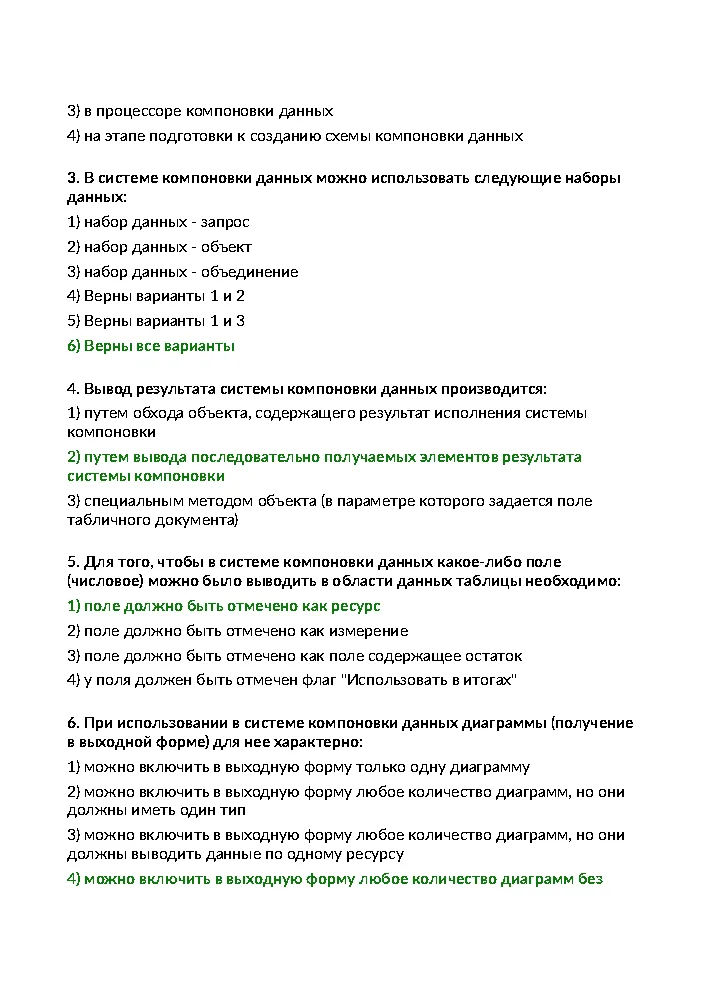 3) в процессоре компоновки данных
4) на этапе подготовки к созданию схемы компоновки данных
3. В системе компоновки данных можно использовать следующие наборы
данных:
1) набор данных - запрос
2) набор данных - объект
3) набор данных - объединение
4) Верны варианты 1 и 2
5) Верны варианты 1 и 3
6) Верны все варианты
4. Вывод результата системы компоновки данных производится:
1) путем обхода объекта, содержащего результат исполнения системы
компоновки
2) путем вывода последовательно получаемых элементов результата
системы компоновки
3) специальным методом объекта (в параметре которого задается поле
табличного документа)
5. Для того, чтобы в системе компоновки данных какое-либо поле
(числовое) можно было выводить в области данных таблицы необходимо:
1) поле должно быть отмечено как ресурс
2) поле должно быть отмечено как измерение
3) поле должно быть отмечено как поле содержащее остаток
4) у поля должен быть отмечен флаг "Использовать в итогах"
6. При использовании в системе компоновки данных диаграммы (получение
в выходной форме) для нее характерно:
1) можно включить в выходную форму только одну диаграмму
2) можно включить в выходную форму любое количество диаграмм, но они
должны иметь один тип
3) можно включить в выходную форму любое количество диаграмм, но они
должны выводить данные по одному ресурсу
4) можно включить в выходную форму любое количество диаграмм без